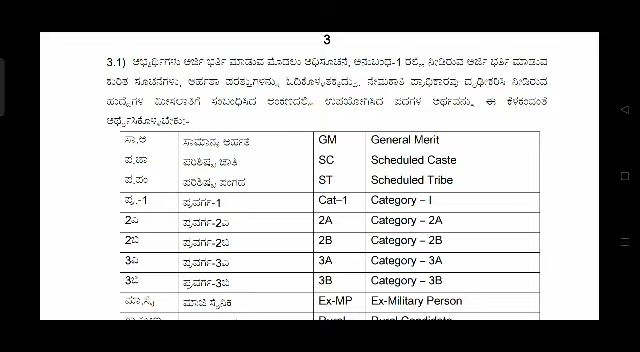 3
3.1) ಅಭ್ಯರ್ಥಿಗಳು ಅರ್ಜಿ ಭರ್ತಿ ಮಾಡುವ ಮೊದಲು ಅಧಿಸೂಚನೆ, ಅನುಬಂಧ-1 ರಲ್ಲಿ ನೀಡಿರುವ ಅರ್ಜಿ ಭರ್ತಿ ಮಾಡುವ
ಕುರಿತ ಸೂಚನೆಗಳು, ಅರ್ಹತಾ ಷರತ್ತುಗಳನ್ನು ಓದಿಕೊಳ್ಳತಕ್ಕದ್ದು. ನೇಮಕಾತಿ ಪ್ರಾಧಿಕಾರವು ದೃಢೀಕರಿಸಿ ನೀಡಿರುವ
ಹುದ್ದೆಗಳ ಮೀಸಲಾತಿಗೆ ಸಂಬಂಧಿಸಿದ ಅಂಕಣದಲ್ಲಿ ಉಪಯೋಗಿಸಿದ ಪದಗಳ ಅರ್ಥವನ್ನು ಈ ಕೆಳಕಂಡಂತೆ
ಅರ್ಥೈಸಿಕೊಳ್ಳಬೇಕು:-
ಸಾ.ಅ ಸಾಮಾನ್ಯ ಅರ್ಹತೆ GM General Merit
ಪ.ಜಾ ಪರಿಶಿಷ್ಟ ಜಾತಿ SC Scheduled Caste
ಪ.ಪಂ ಪರಿಶಿಷ್ಟ ಪಂಗಡ ST Scheduled Tribe
ಪ್ರ.-1 ಪ್ರವರ್ಗ-1 Cat–1 Category – I
2ಎ ಪ್ರವರ್ಗ-2ಎ 2A Category – 2A
2ಬಿ ಪ್ರವರ್ಗ-2ಬಿ 2B Category – 2B
3ಎ ಪ್ರವರ್ಗ-3ಎ 3A Category – 3A
3ಬಿ ಪ್ರವರ್ಗ-3ಬಿ 3B Category – 3B
ಮಾ.ಸೈ ಮಾಜಿ ಸೈನಿಕ Ex-MP Ex-Military Person
Rural Rural Candidate